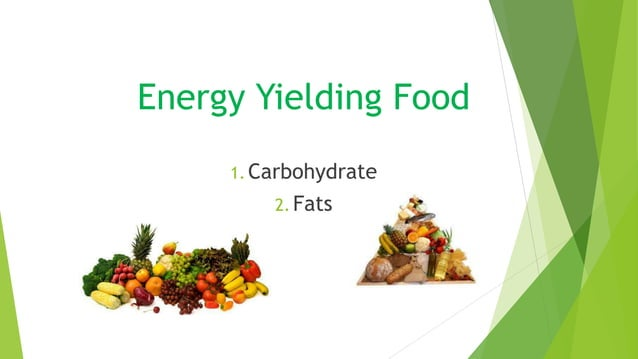 Energy Yielding Food
1. Carbohydrate
2. Fats